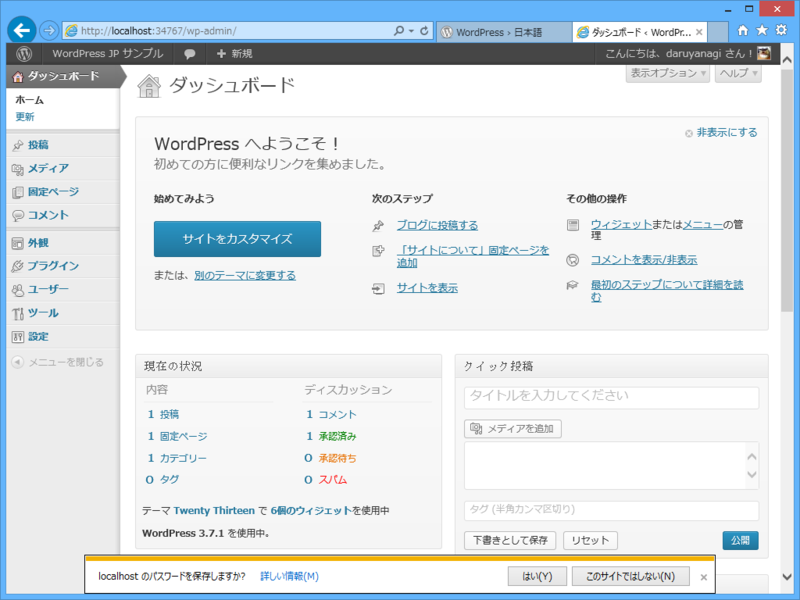 http://localhost:34767/wp-admin/
WordPress › 日本語
ダッシュボード ‹ WordPr...
WordPress JP サンプル
新規
こんにちは、daruyanagi さん！
表示オプション
ヘルプ
ダッシュボード
ホーム
更新
投稿
メディア
固定ページ
コメント
外観
プラグイン
ユーザー
ツール
設定
メニューを閉じる
ダッシュボード
WordPress へようこそ！
非表示にする
初めての方に便利なリンクを集めました。
始めてみよう
サイトをカスタマイズ
または、別のテーマに変更する
次のステップ
ブログに投稿する
「サイトについて」固定ページを
追加
サイトを表示
その他の操作
ウィジェットまたはメニューの管
理
コメントを表示/非表示
最初のステップについて詳細を読
む
現在の状況
内容
ディスカッション
1 投稿
1 コメント
1 固定ページ
1 承認済み
1 カテゴリー
0 承認待ち
0 タグ
0 スパム
テーマ Twenty Thirteen で 6個のウィジェットを使用中
WordPress 3.7.1 を使用中。
クイック投稿
タイトルを入力してください
メディアを追加
タグ (半角カンマ区切り)
下書きとして保存
リセット
公開
localhost のパスワードを保存しますか?
詳しい情報(M)
はい(Y)
このサイトではしない(N)